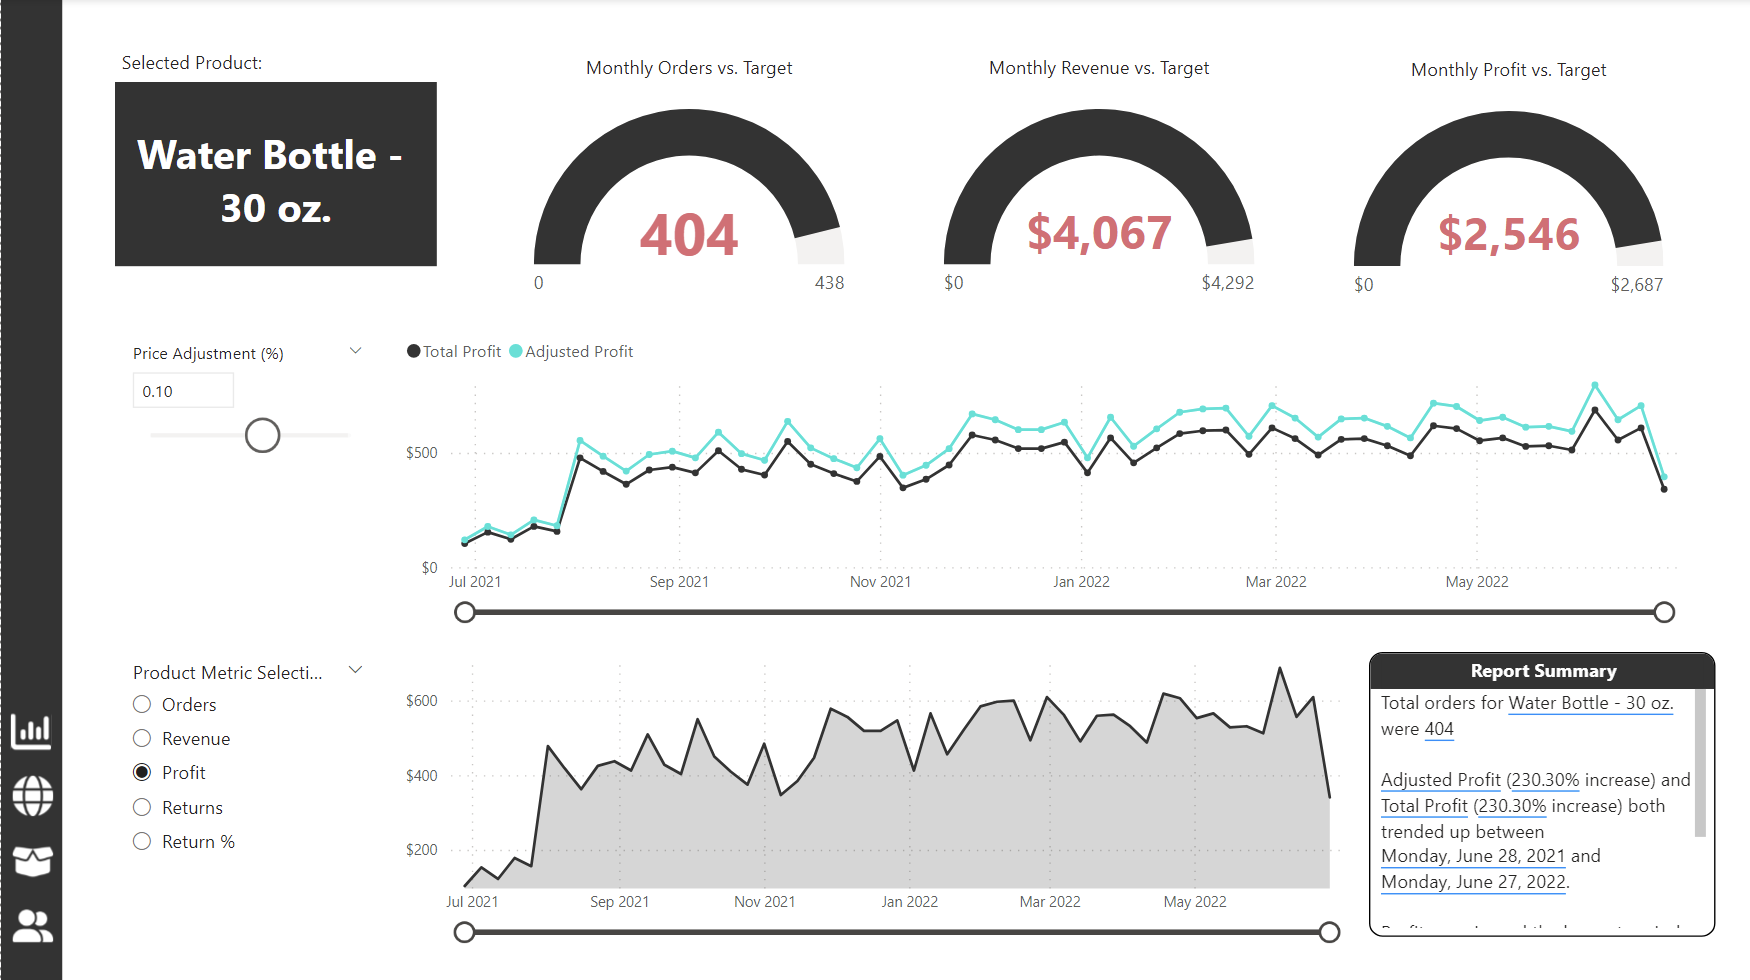 Selected Product:
Water Bottle -
30 oz.
Monthly Orders vs. Target
404
0
438
Monthly Revenue vs. Target
$4,067
$0
$4,292
Monthly Profit vs. Target
$2,546
$0
$2,687
Price Adjustment (%)
0.10
Total Profit Adjusted Profit
$500
$0
Jul 2021 Sep 2021 Nov 2021 Jan 2022 Mar 2022 May 2022
Product Metric Selecti...
Orders
Revenue
Profit
Returns
Return %
$600
$400
$200
Jul 2021 Sep 2021 Nov 2021 Jan 2022 Mar 2022 May 2022
Report Summary
Total orders for Water Bottle - 30 oz.
were 404
Adjusted Profit (230.30% increase) and
Total Profit (230.30% increase) both
trended up between
Monday, June 28, 2021 and
Monday, June 27, 2022.